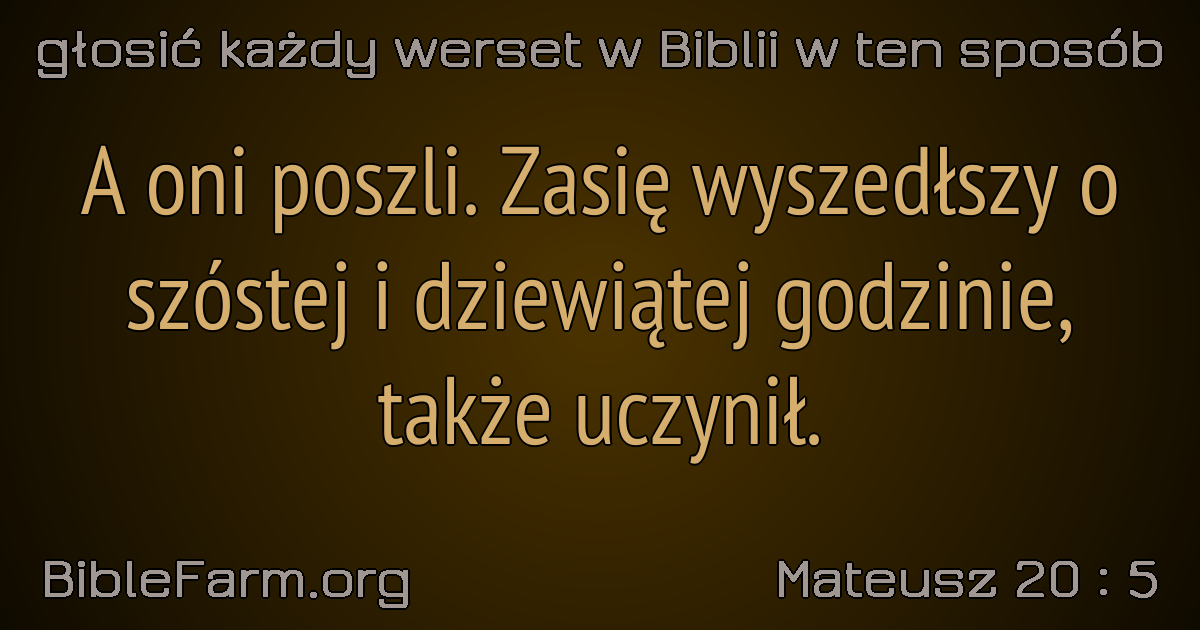 głosić każdy werset w Biblii w ten sposób
A oni poszli. Zasię wyszedłszy o
szóstej i dziewiątej godzinie,
także uczynił.
BibleFarm.org
Mateusz 20 : 5